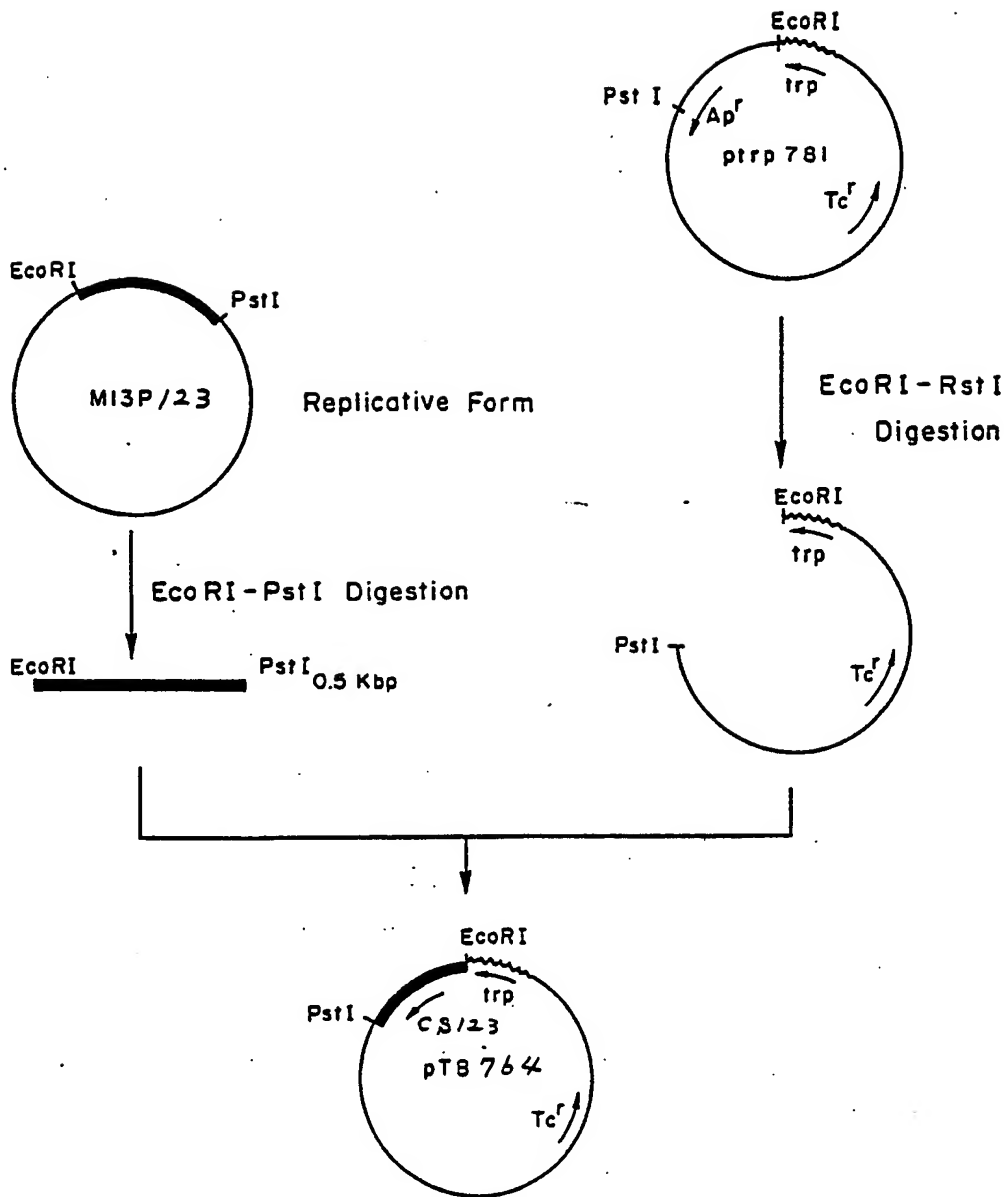 EcoRI
trp
Pst I
Apʳ
ptrp 781
Tcʳ
EcoRI
PstI
M13P/23
Replicative Form
EcoRI-RstI
Digestion
EcoRI
trp
PstI
Tcʳ
EcoRI-PstI Digestion
EcoRI
PstI
0.5 Kbp
EcoRI
trp
PstI
CS/23
pTB 764
Tcʳ